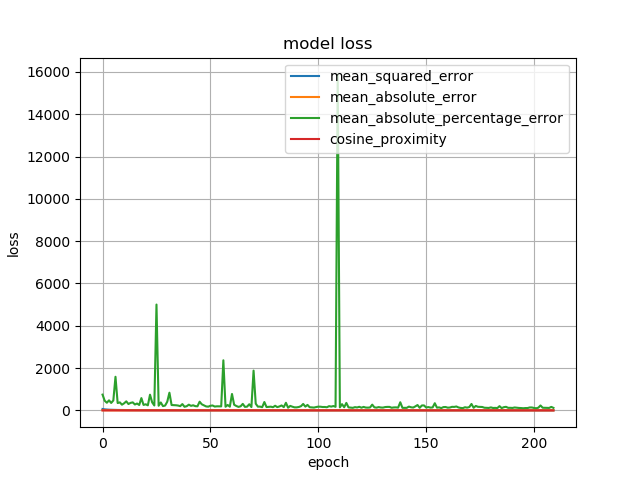 model loss
16000
14000
12000
10000
8000
6000
4000
2000
0
loss
mean_squared_error
mean_absolute_error
mean_absolute_percentage_error
cosine_proximity
0 50 100 150 200
epoch